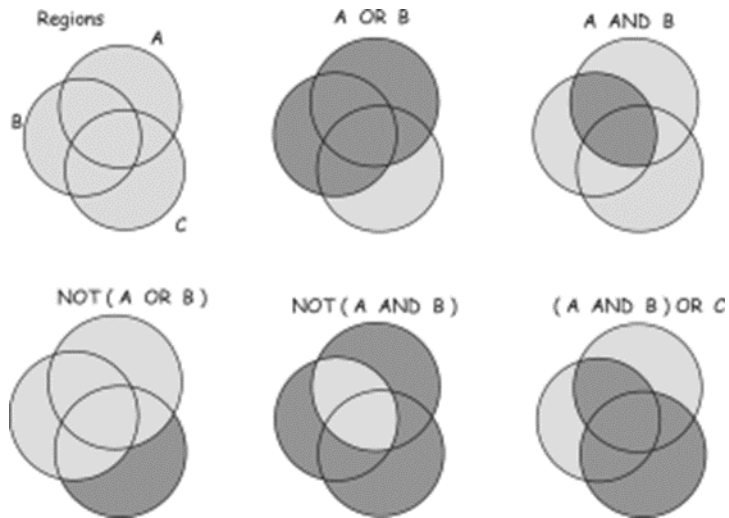 Regions
A
B
C
A OR B
A AND B
NOT ( A OR B )
NOT ( A AND B )
( A AND B ) OR C